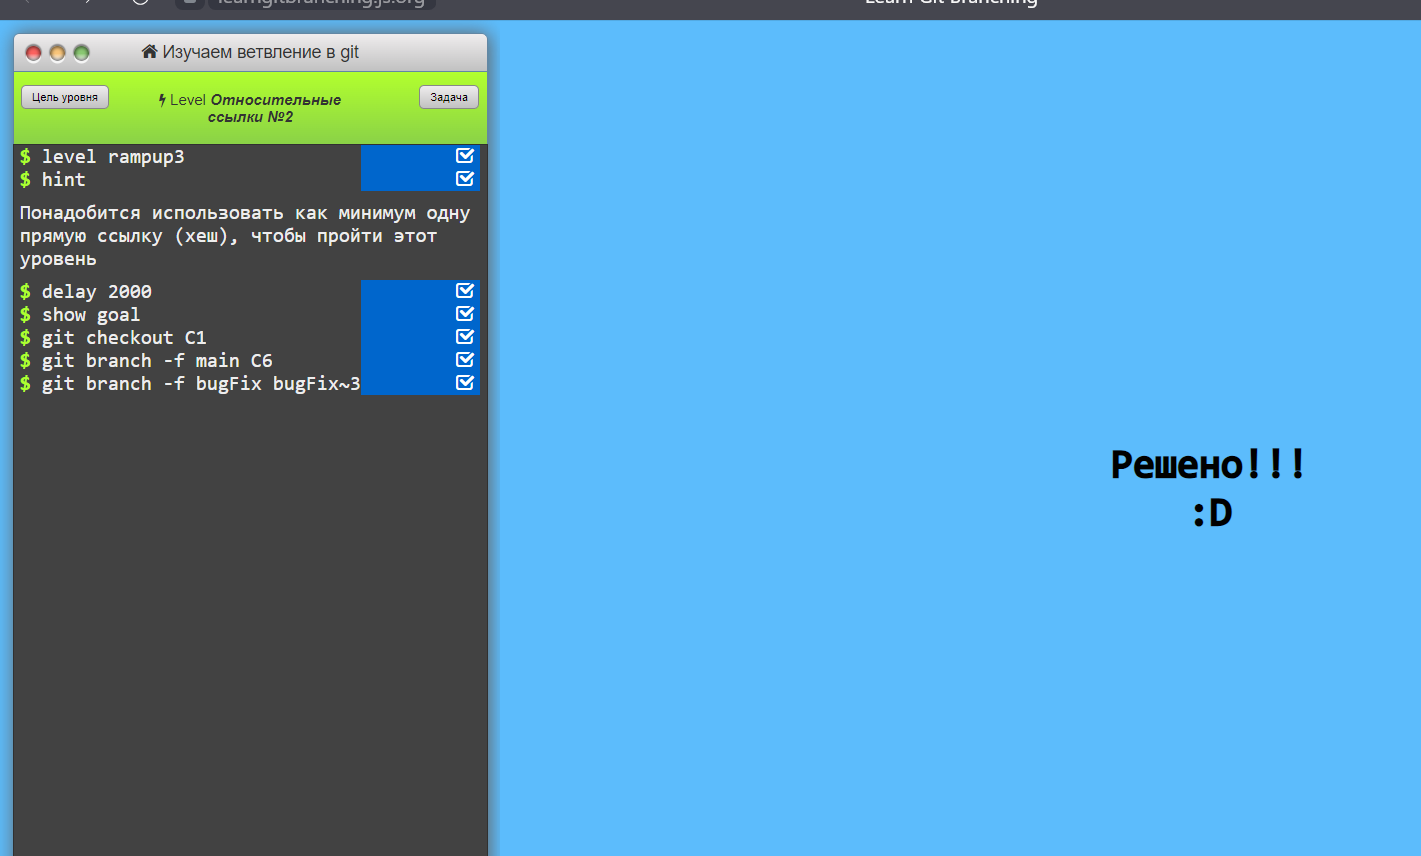 learngitbranching.js.org
Learn Git Branching
Изучаем ветвление в git
Цель уровня
Level Относительные
ссылки №2
Задача
$ level rampup3
$ hint
Понадобится использовать как минимум одну
прямую ссылку (хеш), чтобы пройти этот
уровень
$ delay 2000
$ show goal
$ git checkout C1
$ git branch -f main C6
$ git branch -f bugFix bugFix~3
Решено!!!
:D